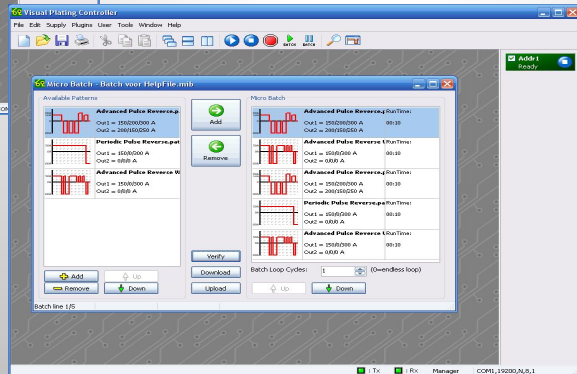 Visual Plating Controller
File Edit Supply Plugins User Tools Window Help
BATCH BATCH
Addr1
Ready
Micro Batch - Batch voor HelpFile.mib
Available Patterns
Advanced Pulse Reverse.p
Out1 = 150/200/300 A
Out2 = 200/150/250 A
Periodic Pulse Reverse.pat
Out1 = 150/0/300 A
Out2 = 0/0/0 A
Advanced Pulse Reverse W
Out1 = 150/0/300 A
Out2 = 0/0/0 A
Add
Remove
Verify
Download
Upload
Micro Batch
Advanced Pulse Reverse.p RunTime:
Out1 = 150/200/300 A 00:10
Out2 = 200/150/250 A
Advanced Pulse Reverse W RunTime:
Out1 = 150/0/300 A 00:10
Out2 = 0/0/0 A
Advanced Pulse Reverse.p RunTime:
Out1 = 150/200/300 A 00:10
Out2 = 200/150/250 A
Periodic Pulse Reverse.pa RunTime:
Out1 = 150/0/300 A 00:10
Out2 = 0/0/0 A
Advanced Pulse Reverse W RunTime:
Out1 = 150/0/300 A 00:10
Out2 = 0/0/0 A
Batch Loop Cycles: 1 (0=endless loop)
Add Up
Remove Down
Up Down
Batch line 1/5
: Tx : Rx Manager COM1,19200,N,8,1